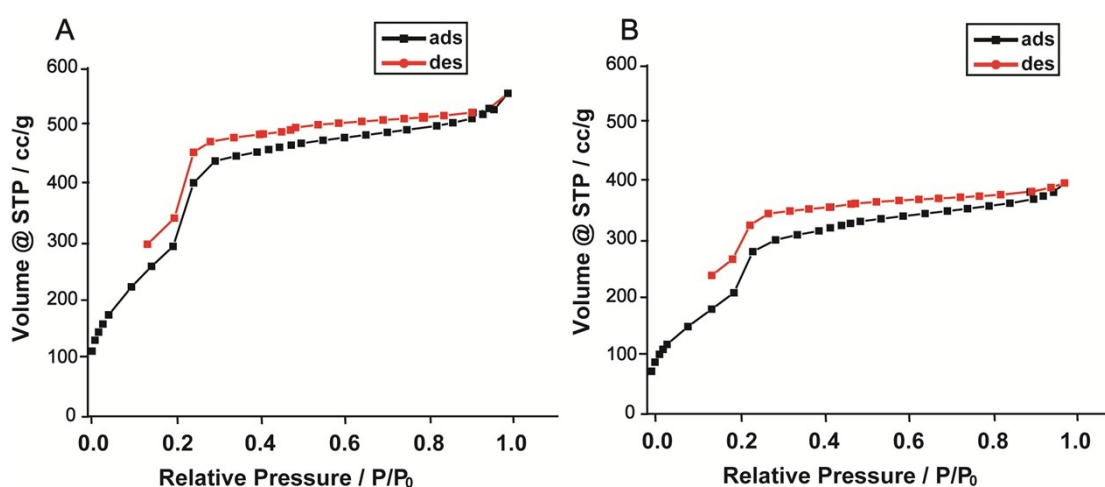 A
ads
des
600
500
400
300
200
100
0
Volume @ STP / cc/g
0.0 0.2 0.4 0.6 0.8 1.0
Relative Pressure / P/P₀
B
ads
des
600
500
400
300
200
100
0
Volume @ STP / cc/g
0.0 0.2 0.4 0.6 0.8 1.0
Relative Pressure / P/P₀